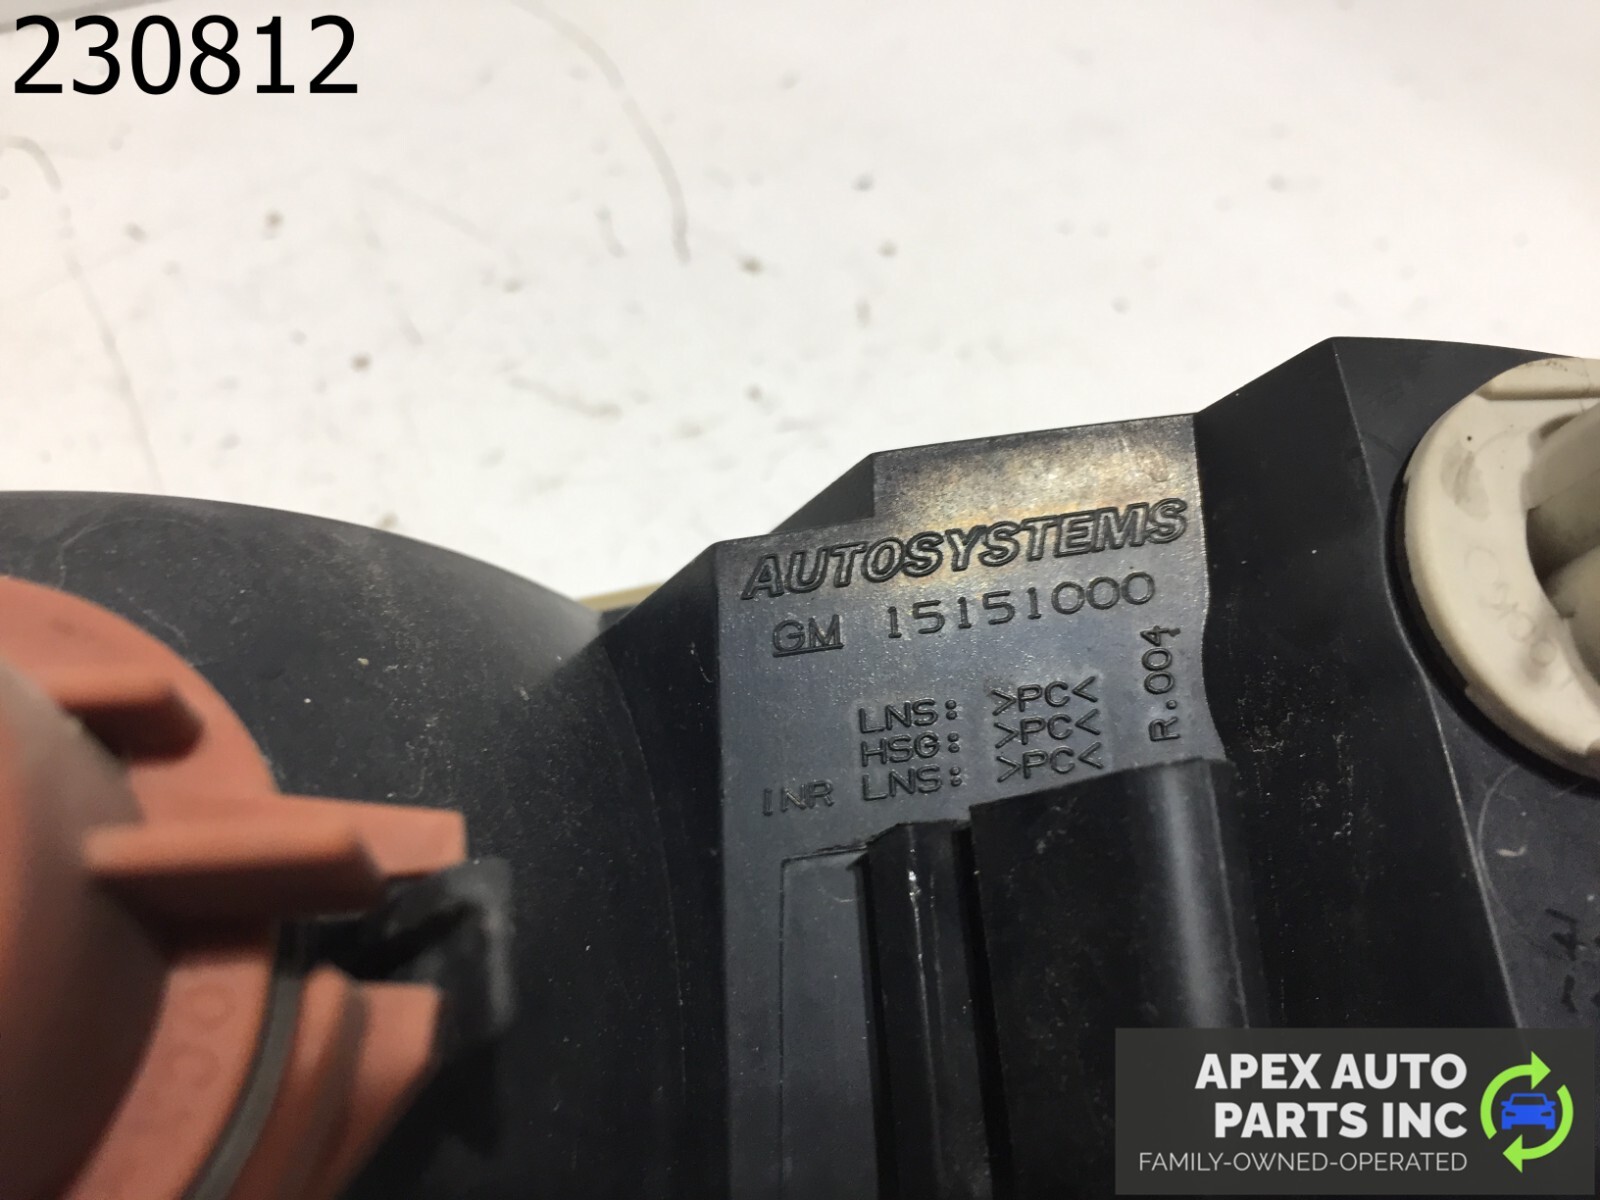 230812
AUTOSYSTEMS
GM 15151000
R.004
LNS: >PC<
HSG: >PC<
INR LNS: >PC<
APEX AUTO
PARTS INC
FAMILY-OWNED-OPERATED